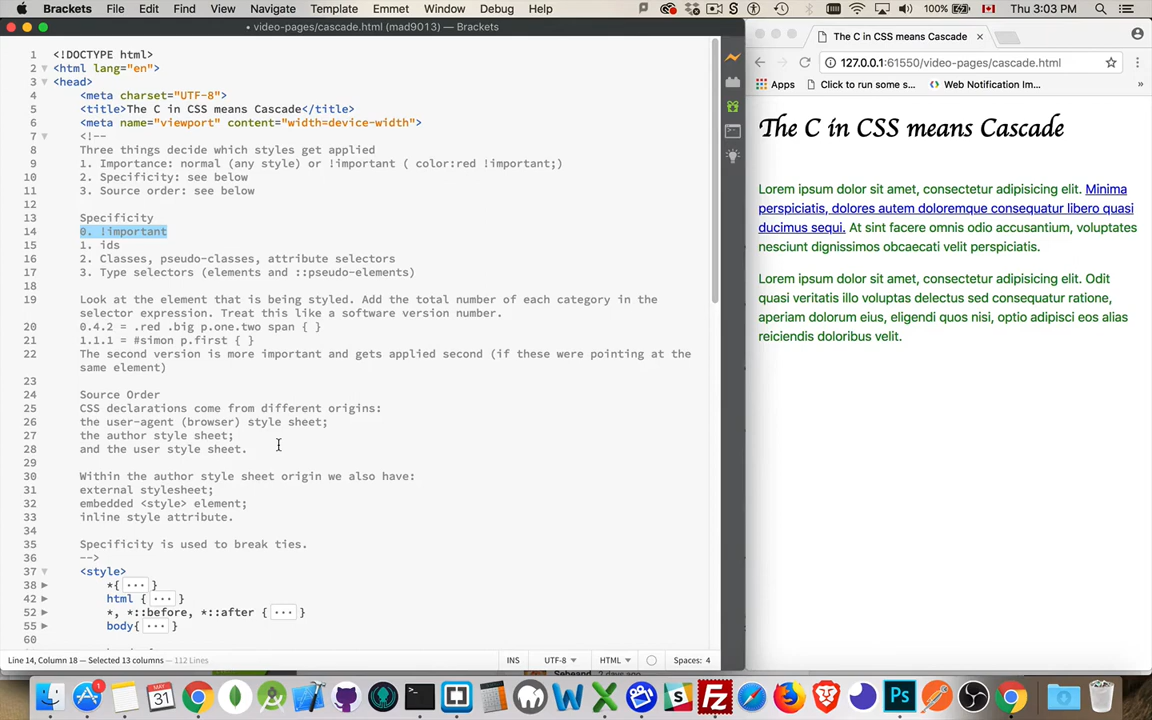 Brackets File Edit Find View Navigate Template Emmet Window Debug Help
100% Thu 3:03 PM
• video-pages/cascade.html (mad9013) — Brackets
1 <!DOCTYPE html>
2 <html lang="en">
3 <head>
4 <meta charset="UTF-8">
5 <title>The C in CSS means Cascade</title>
6 <meta name="viewport" content="width=device-width">
7 <!--
8 Three things decide which styles get applied
9 1. Importance: normal (any style) or !important ( color:red !important;)
10 2. Specificity: see below
11 3. Source order: see below
12
13 Specificity
14 0. !important
15 1. ids
16 2. Classes, pseudo-classes, attribute selectors
17 3. Type selectors (elements and ::pseudo-elements)
18
19 Look at the element that is being styled. Add the total number of each category in the
selector expression. Treat this like a software version number.
20 0.4.2 = .red .big p.one.two span { }
21 1.1.1 = #simon p.first { }
22 The second version is more important and gets applied second (if these were pointing at the
same element)
23
24 Source Order
25 CSS declarations come from different origins:
26 the user-agent (browser) style sheet;
27 the author style sheet;
28 and the user style sheet.
29
30 Within the author style sheet origin we also have:
31 external stylesheet;
32 embedded <style> element;
33 inline style attribute.
34
35 Specificity is used to break ties.
36 -->
37 <style>
38 *{ ... }
42 html { ... }
52 *, *::before, *::after { ... }
55 body{ ... }
60
Line 14, Column 18 — Selected 13 columns — 112 Lines
INS UTF-8 HTML Spaces: 4
The C in CSS means Cascade
127.0.0.1:61550/video-pages/cascade.html
Apps Click to run some s... Web Notification Im... »
The C in CSS means Cascade
Lorem ipsum dolor sit amet, consectetur adipisicing elit. Minima
perspiciatis, dolores autem doloremque consequatur libero quasi
ducimus sequi. At sint facere omnis odio accusantium, voluptates
nesciunt dignissimos obcaecati velit perspiciatis.
Lorem ipsum dolor sit amet, consectetur adipisicing elit. Odit
quasi veritatis illo voluptas delectus sed consequatur ratione,
aperiam dolorum eius, eligendi quos nisi, optio adipisci eos alias
reiciendis doloribus velit.